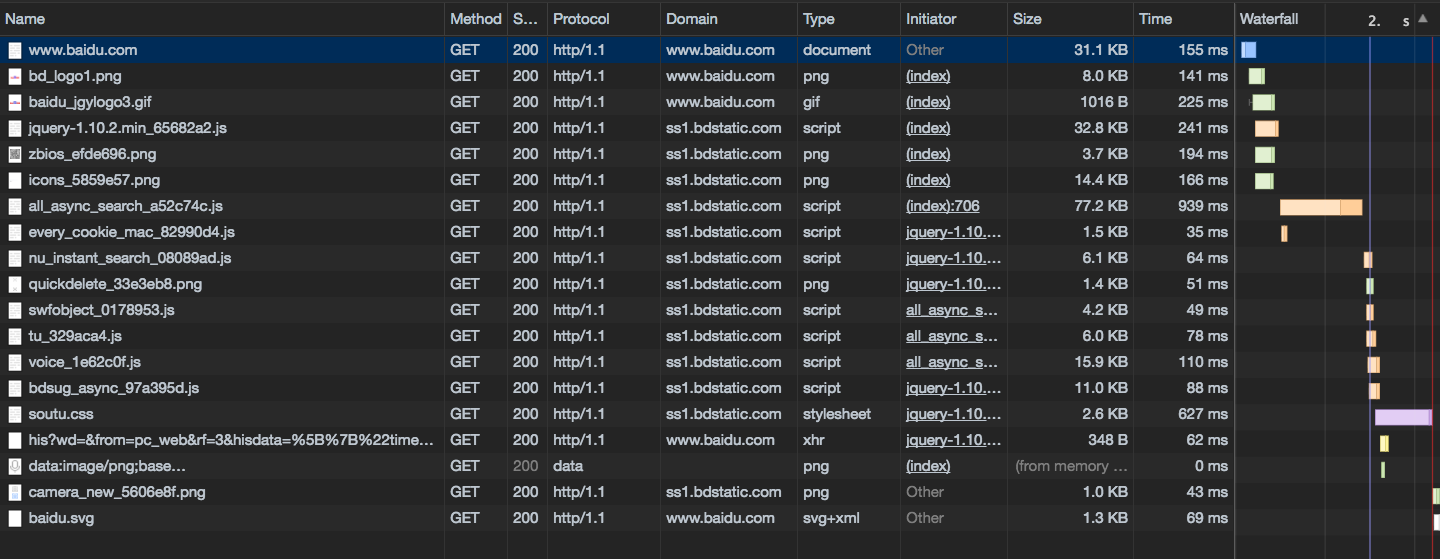 Name Method S... Protocol Domain Type Initiator Size Time Waterfall 2. s
www.baidu.com GET 200 http/1.1 www.baidu.com document Other 31.1 KB 155 ms
bd_logo1.png GET 200 http/1.1 www.baidu.com png (index) 8.0 KB 141 ms
baidu_jgylogo3.gif GET 200 http/1.1 www.baidu.com gif (index) 1016 B 225 ms
jquery-1.10.2.min_65682a2.js GET 200 http/1.1 ss1.bdstatic.com script (index) 32.8 KB 241 ms
zbios_efde696.png GET 200 http/1.1 ss1.bdstatic.com png (index) 3.7 KB 194 ms
icons_5859e57.png GET 200 http/1.1 ss1.bdstatic.com png (index) 14.4 KB 166 ms
all_async_search_a52c74c.js GET 200 http/1.1 ss1.bdstatic.com script (index):706 77.2 KB 939 ms
every_cookie_mac_82990d4.js GET 200 http/1.1 ss1.bdstatic.com script jquery-1.10.... 1.5 KB 35 ms
nu_instant_search_08089ad.js GET 200 http/1.1 ss1.bdstatic.com script jquery-1.10.... 6.1 KB 64 ms
quickdelete_33e3eb8.png GET 200 http/1.1 ss1.bdstatic.com png jquery-1.10.... 1.4 KB 51 ms
swfobject_0178953.js GET 200 http/1.1 ss1.bdstatic.com script all_async_s... 4.2 KB 49 ms
tu_329aca4.js GET 200 http/1.1 ss1.bdstatic.com script all_async_s... 6.0 KB 78 ms
voice_1e62c0f.js GET 200 http/1.1 ss1.bdstatic.com script all_async_s... 15.9 KB 110 ms
bdsug_async_97a395d.js GET 200 http/1.1 ss1.bdstatic.com script jquery-1.10.... 11.0 KB 88 ms
soutu.css GET 200 http/1.1 ss1.bdstatic.com stylesheet jquery-1.10.... 2.6 KB 627 ms
his?wd=&from=pc_web&rf=3&hisdata=%5B%7B%22time... GET 200 http/1.1 www.baidu.com xhr jquery-1.10.... 348 B 62 ms
data:image/png;base... GET 200 data png (index) (from memory ... 0 ms
camera_new_5606e8f.png GET 200 http/1.1 ss1.bdstatic.com png Other 1.0 KB 43 ms
baidu.svg GET 200 http/1.1 www.baidu.com svg+xml Other 1.3 KB 69 ms